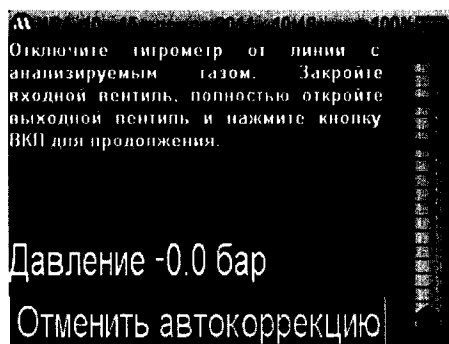 Отключите гигрометр от линии с
анализируемым газом. Закройте
входной вентиль, полностью откройте
выходной вентиль и нажмите кнопку
ВКЛ для продолжения.
Давление -0.0 бар
Отменить автокоррекцию